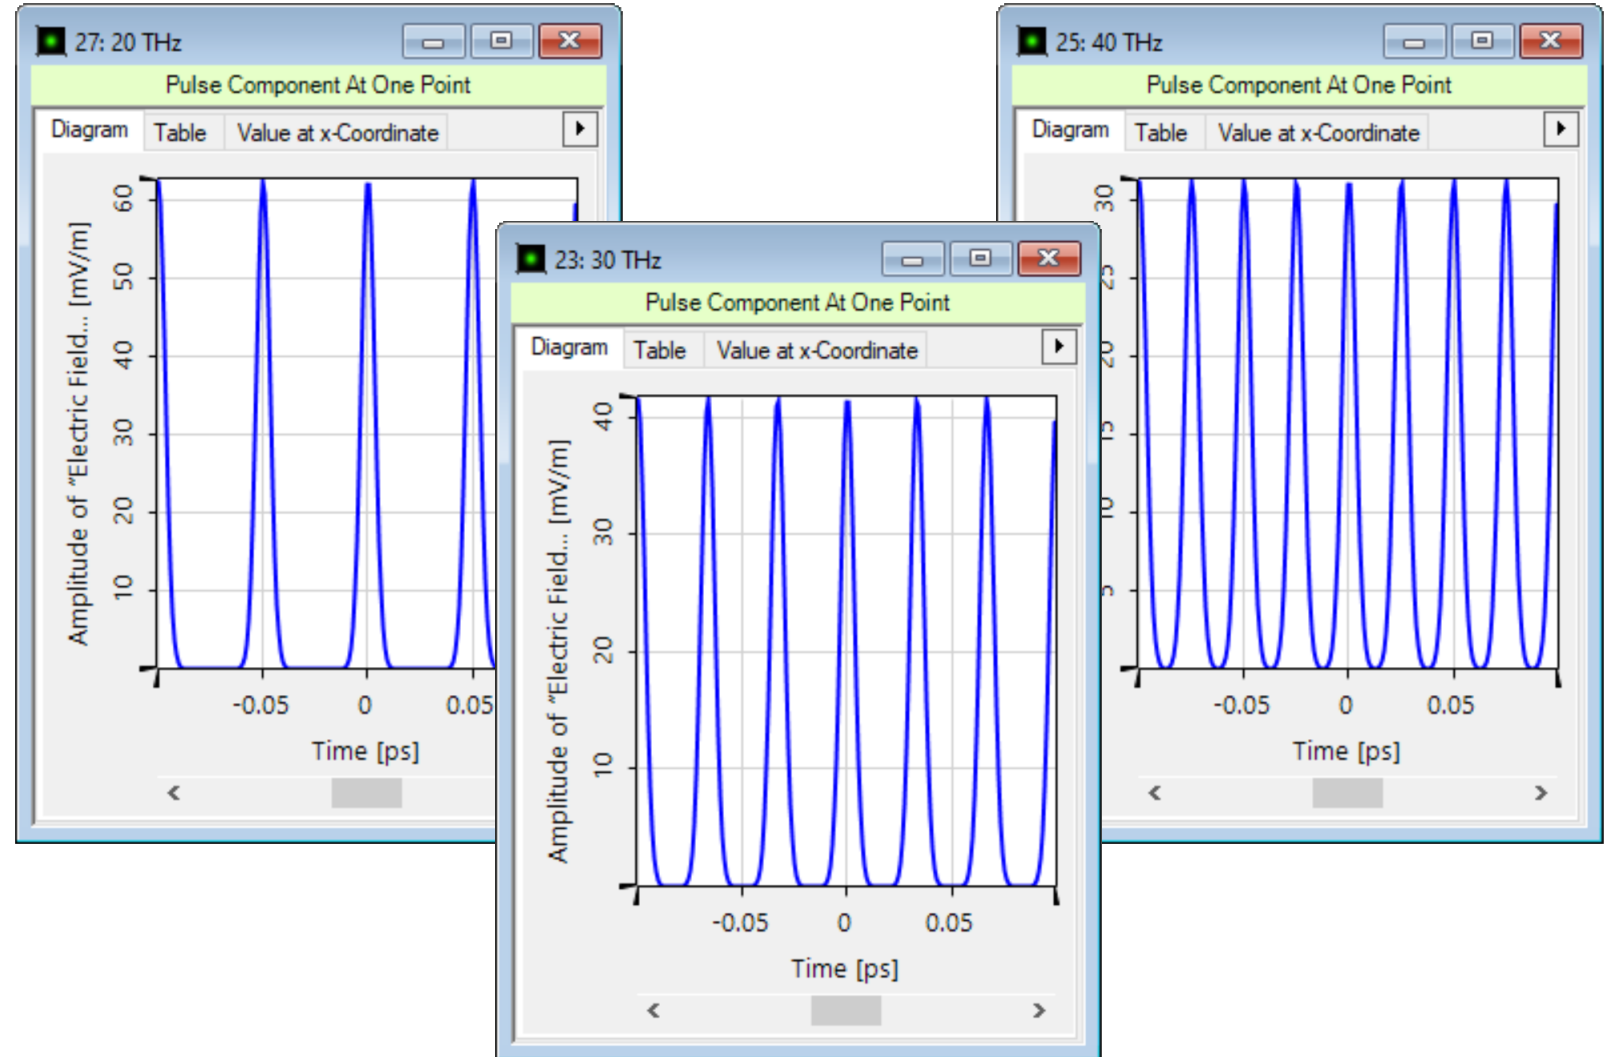 27: 20 THz
Pulse Component At One Point
Diagram Table Value at x-Coordinate
Amplitude of "Electric Field... [mV/m]
60
50
40
30
20
10
-0.05 0 0.05
Time [ps]
23: 30 THz
Pulse Component At One Point
Diagram Table Value at x-Coordinate
Amplitude of "Electric Field... [mV/m]
40
30
20
10
-0.05 0 0.05
Time [ps]
25: 40 THz
Pulse Component At One Point
Diagram Table Value at x-Coordinate
30
-0.05 0 0.05
Time [ps]